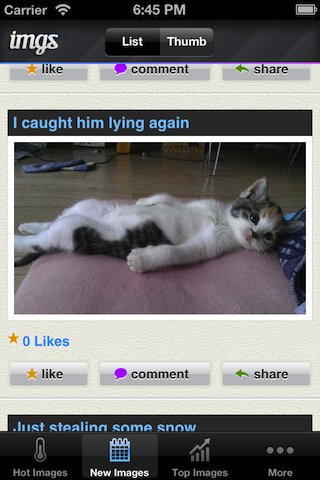 Carrier 6:45 PM
imgs List Thumb
like comment share
I caught him lying again
0 Likes
like comment share
Just stealing some snow
Hot Images New Images Top Images More